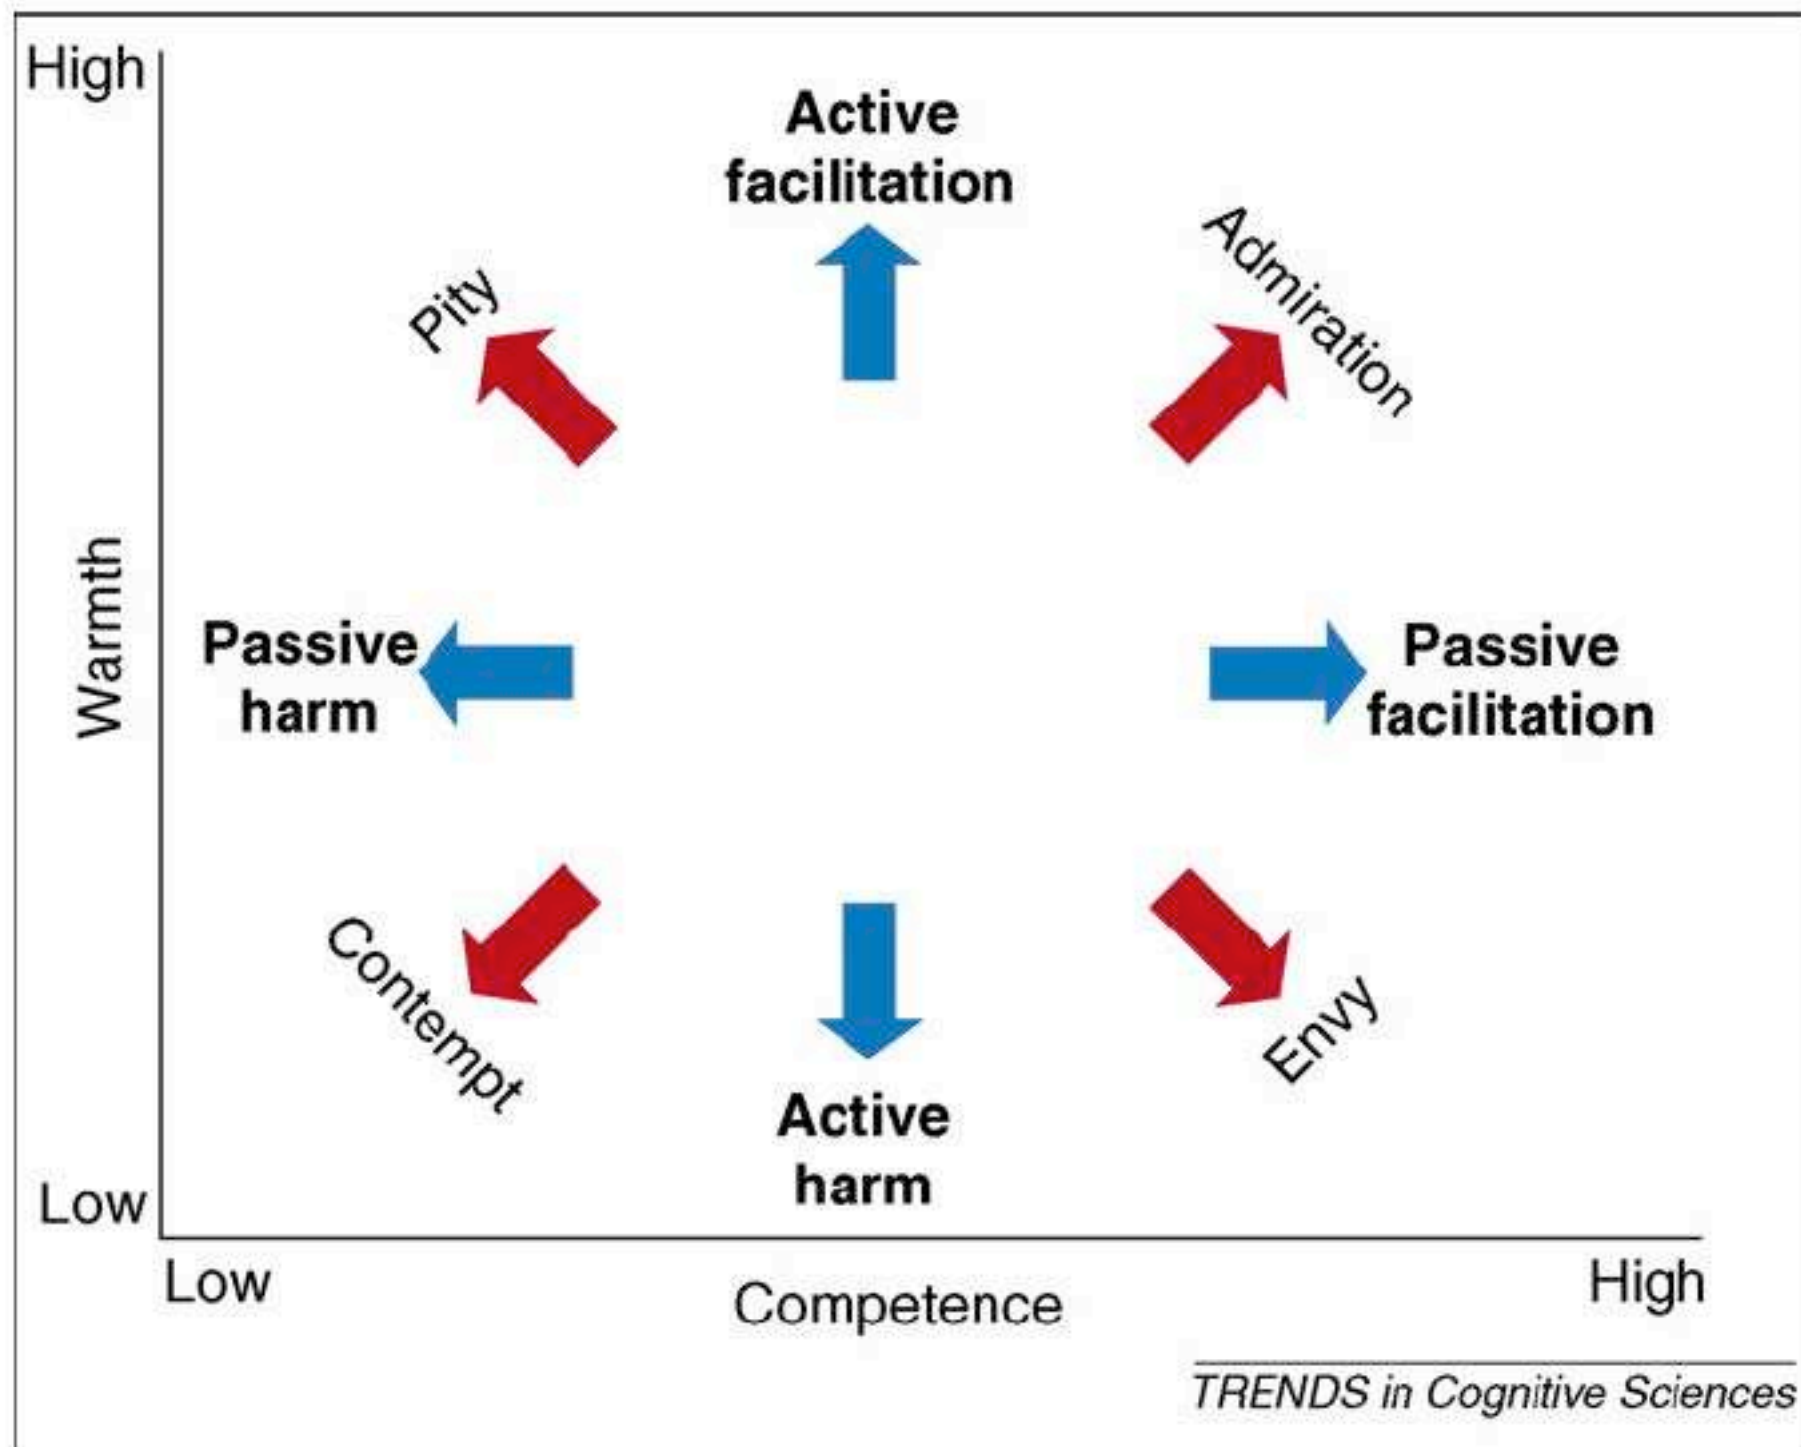 High
Active
facilitation
Admiration
Pity
Warmth
Passive
harm
Passive
facilitation
Contempt
Envy
Active
harm
Low
Low
Competence
High
TRENDS in Cognitive Sciences